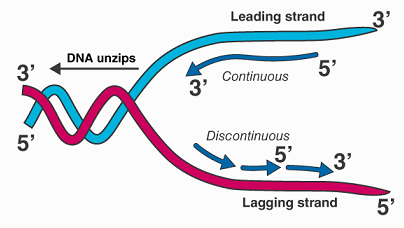 Leading strand
3’
DNA unzips
3’
5’
3’
Continuous
5’
Discontinuous
5’
3’
Lagging strand
5’